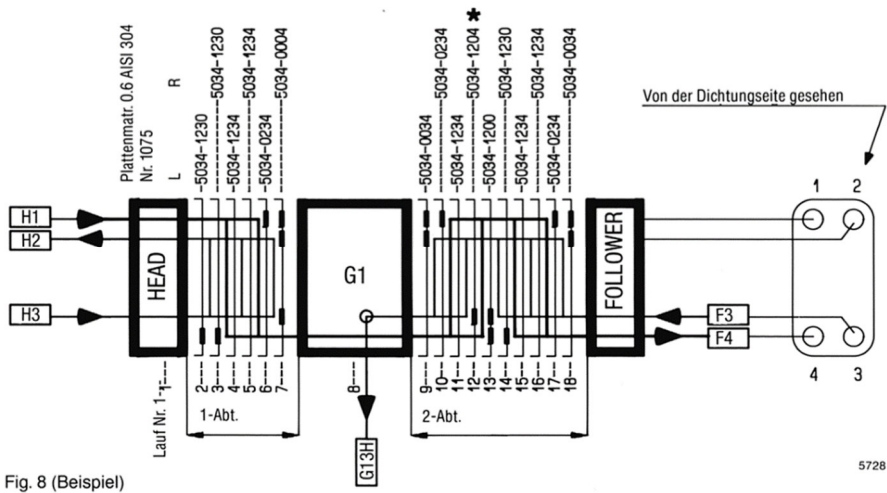 Plattenmatr. 0.6 AISI 304
Nr. 1075
L
R
5034-1230
5034-1230
5034-1234
5034-1234
5034-0234
5034-0004
*
5034-0034
5034-0234
5034-1234
5034-1204
5034-1200
5034-1230
5034-1234
5034-1234
5034-0234
5034-0034
Von der Dichtungseite gesehen
1
2
4
3
H1
H2
H3
HEAD
G1
FOLLOWER
F3
F4
Lauf Nr. 1
1
2
3
4
5
6
7
8
9
10
11
12
13
14
15
16
17
18
1-Abt.
2-Abt.
G13H
5728
Fig. 8 (Beispiel)